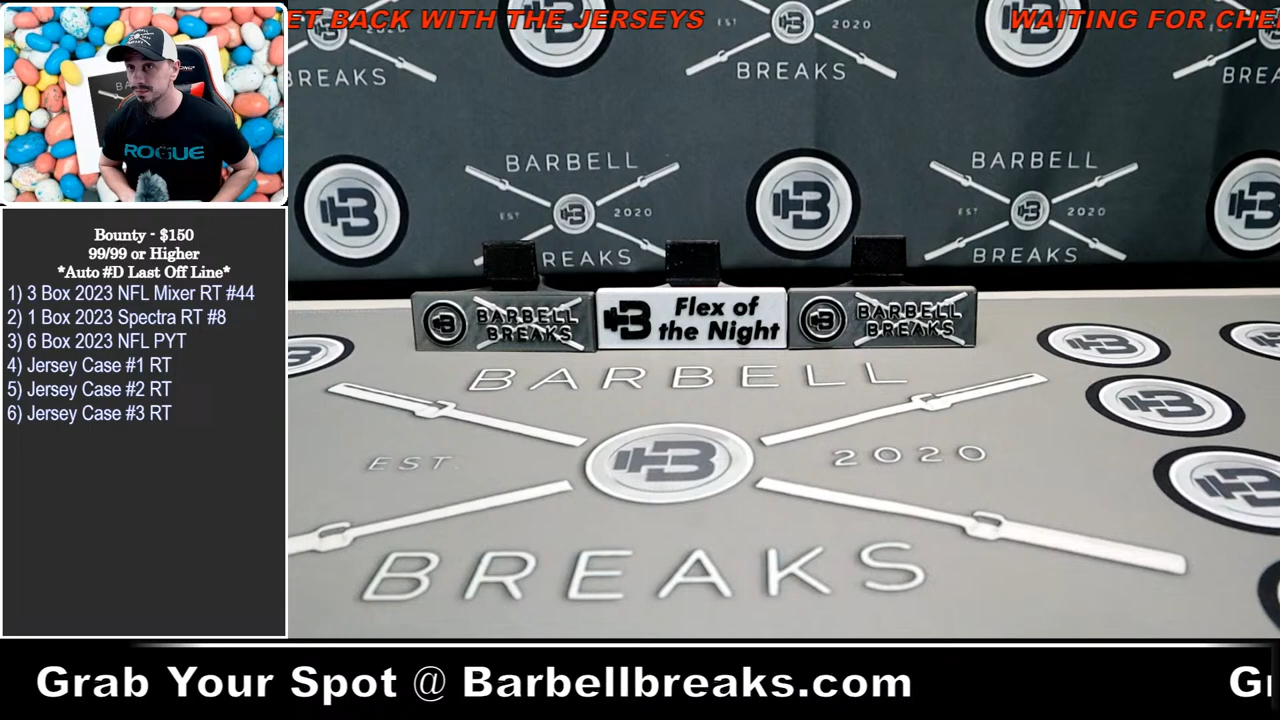 ET BACK WITH THE JERSEYS
WAITING FOR CHE
EST 2020
BREAKS
BREAKS
BARBELL
EST 2020
BREAKS
BARBELL
EST 2020
BREAKS
ROGUE
Bounty - $150
99/99 or Higher
*Auto #D Last Off Line*
1) 3 Box 2023 NFL Mixer RT #44
2) 1 Box 2023 Spectra RT #8
3) 6 Box 2023 NFL PYT
4) Jersey Case #1 RT
5) Jersey Case #2 RT
6) Jersey Case #3 RT
BARBELL
BREAKS
Flex of
the Night
BARBELL
BREAKS
BARBELL
EST. 2020
BREAKS
Grab Your Spot @ Barbellbreaks.com